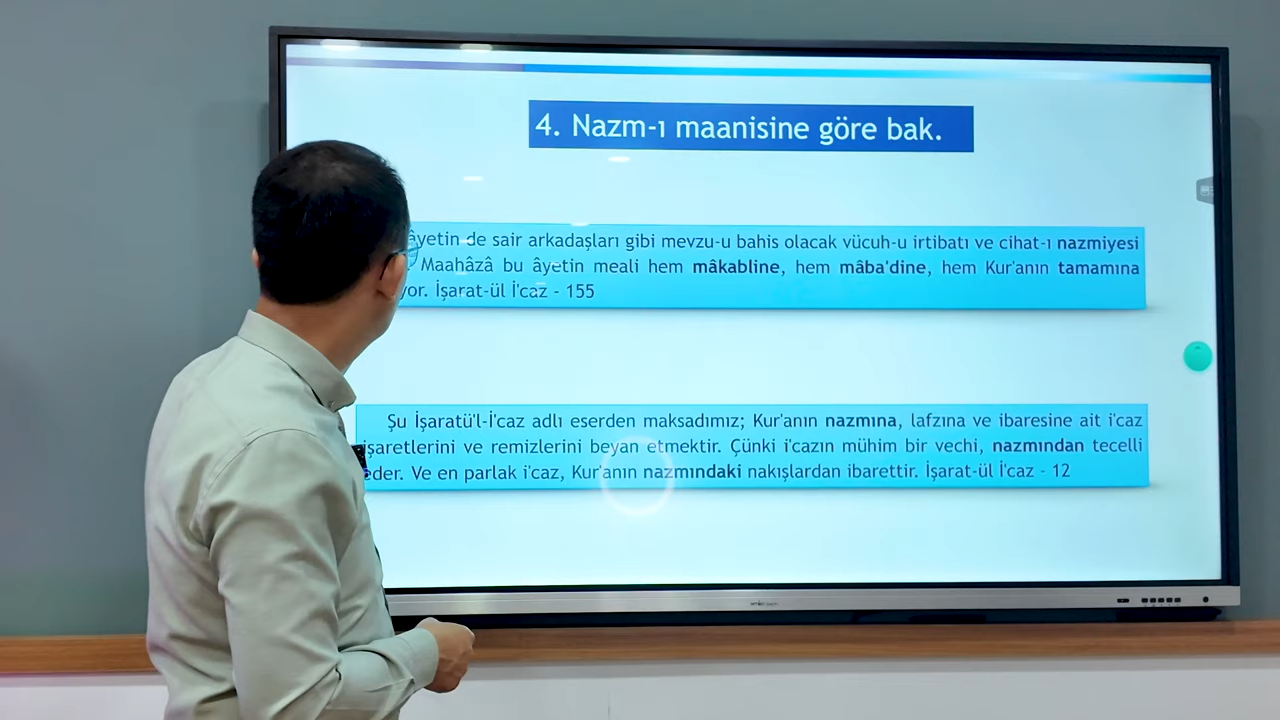 4. Nazm-ı maanisine göre bak.
âyetin de sair arkadaşları gibi mevzu-u bahis olacak vücuh-u irtibatı ve cihat-ı nazmiyesi
Maahâzâ bu âyetin meali hem mâkabline, hem mâba'dine, hem Kur'anın tamamına
yor. İşarat-ül İ'caz - 155
Şu İşaratü'l-İ'caz adlı eserden maksadımız; Kur'anın nazmına, lafzına ve ibaresine ait i'caz
işaretlerini ve remizlerini beyan etmektir. Çünki i'cazın mühim bir vechi, nazmından tecelli
eder. Ve en parlak i'caz, Kur'anın nazmındaki nakışlardan ibarettir. İşarat-ül İ'caz - 12